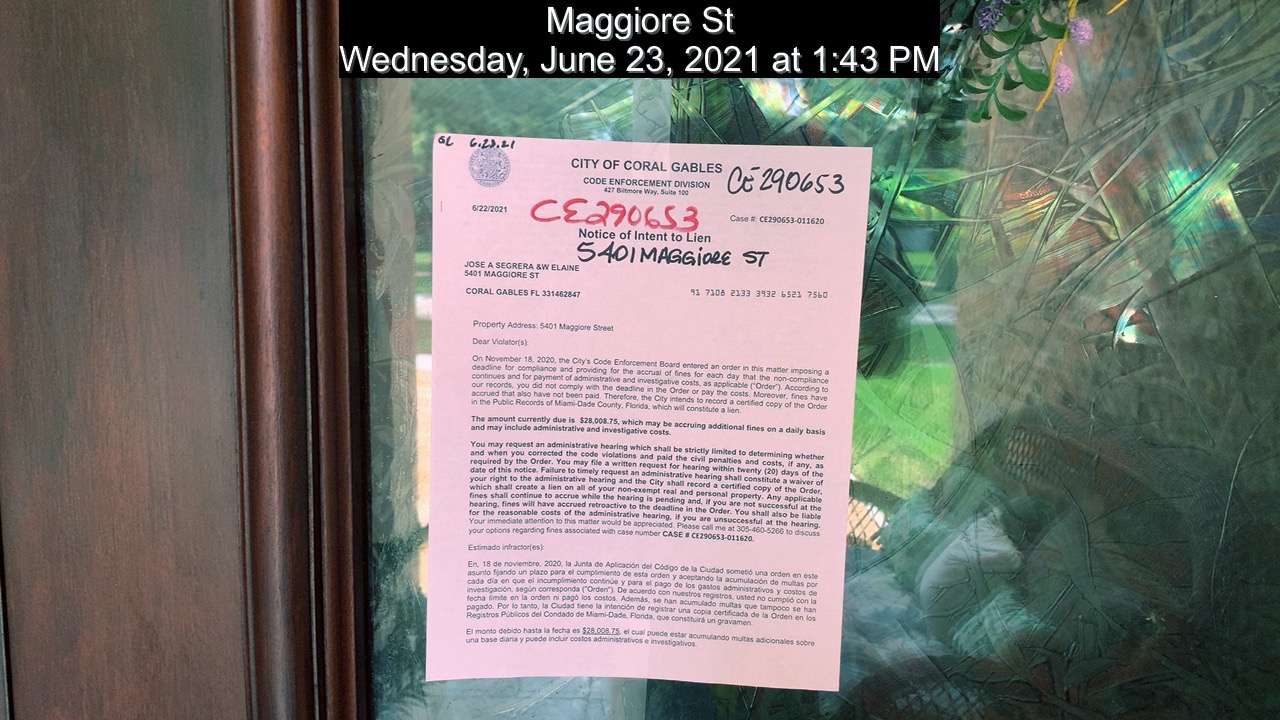 Maggiore St
Wednesday, June 23, 2021 at 1:43 PM
GL 6.23.21
CITY OF CORAL GABLES
CODE ENFORCEMENT DIVISION
427 Biltmore Way, Suite 100
CE290653
6/22/2021
CE290653
Case #: CE290653-011620
Notice of Intent to Lien
5401 MAGGIORE ST
JOSE A SEGRERA &W ELAINE
5401 MAGGIORE ST
CORAL GABLES FL 331462847
91 7108 2133 3932 6521 7560
Property Address: 5401 Maggiore Street
Dear Violator(s):
On November 18, 2020, the City's Code Enforcement Board entered an order in this matter imposing a
deadline for compliance and providing for the accrual of fines for each day that the non-compliance
continues and for payment of administrative and investigative costs, as applicable ("Order"). According to
our records, you did not comply with the deadline in the Order or pay the costs. Moreover, fines have
accrued that also have not been paid. Therefore, the City intends to record a certified copy of the Order
in the Public Records of Miami-Dade County, Florida, which will constitute a lien.
The amount currently due is $28,008.75, which may be accruing additional fines on a daily basis
and may include administrative and investigative costs.
You may request an administrative hearing which shall be strictly limited to determining whether
and when you corrected the code violations and paid the civil penalties and costs, if any, as
required by the Order. You may file a written request for hearing within twenty (20) days of the
date of this notice. Failure to timely request an administrative hearing shall constitute a waiver of
your right to the administrative hearing and the City shall record a certified copy of the Order,
which shall create a lien on all of your non-exempt real and personal property. Any applicable
fines shall continue to accrue while the hearing is pending and, if you are not successful at the
hearing, fines will have accrued retroactive to the deadline in the Order. You shall also be liable
for the reasonable costs of the administrative hearing, if you are unsuccessful at the hearing.
Your immediate attention to this matter would be appreciated. Please call me at 305-460-5266 to discuss
your options regarding fines associated with case number CASE # CE290653-011620.
Estimado infractor(es):
En, 18 de noviembre, 2020, la Junta de Aplicación del Código de la Ciudad sometió una orden en este
asunto fijando un plazo para el cumplimiento de esta orden y aceptando la acumulación de multas por
cada día en que el incumplimiento continúe y para el pago de los gastos administrativos y costos de
investigación, según corresponda ("Orden"). De acuerdo con nuestros registros, usted no cumplió con la
fecha límite en la orden ni pagó los costos. Además, se han acumulado multas que tampoco se han
pagado. Por lo tanto, la Ciudad tiene la intención de registrar una copia certificada de la Orden en los
Registros Públicos del Condado de Miami-Dade, Florida, que constituirá un gravamen.
El monto debido hasta la fecha es $28,008.75, el cual puede estar acumulando multas adicionales sobre
una base diaria y puede incluir costos administrativos e investigativos.